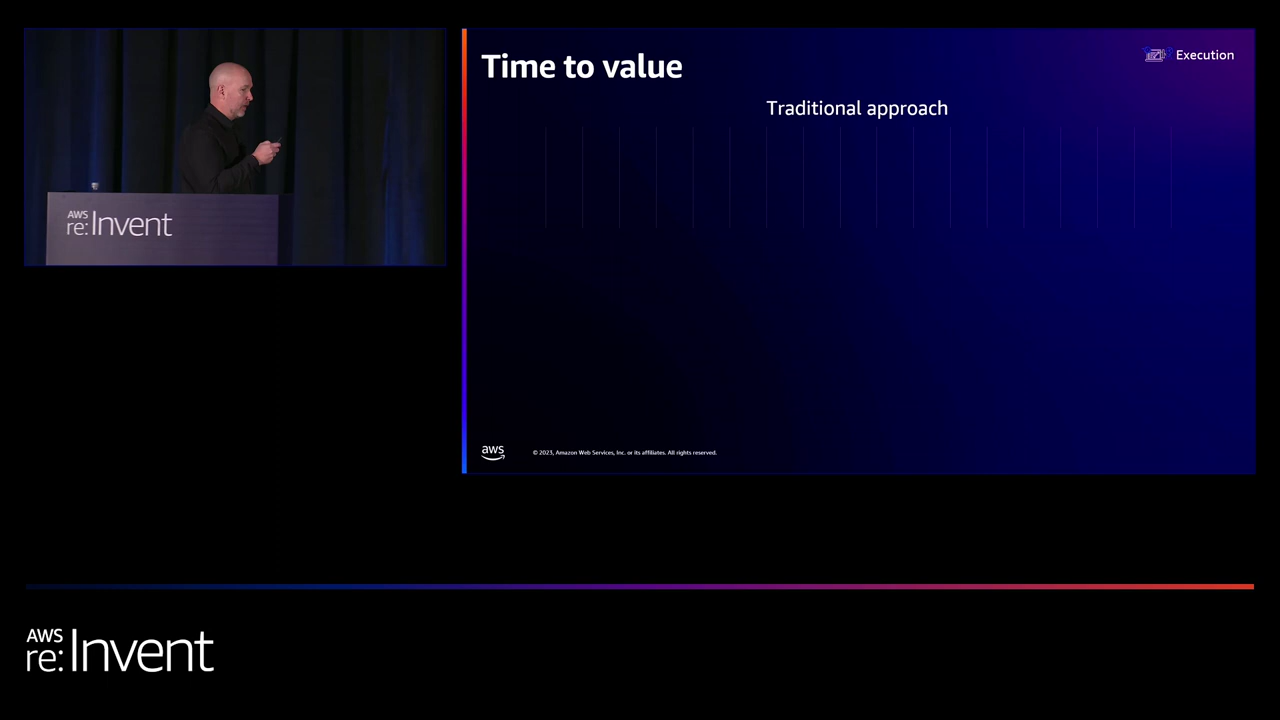 AWS
re:Invent
Time to value
Execution
Traditional approach
aws
© 2023, Amazon Web Services, Inc. or its affiliates. All rights reserved.
AWS
re:Invent